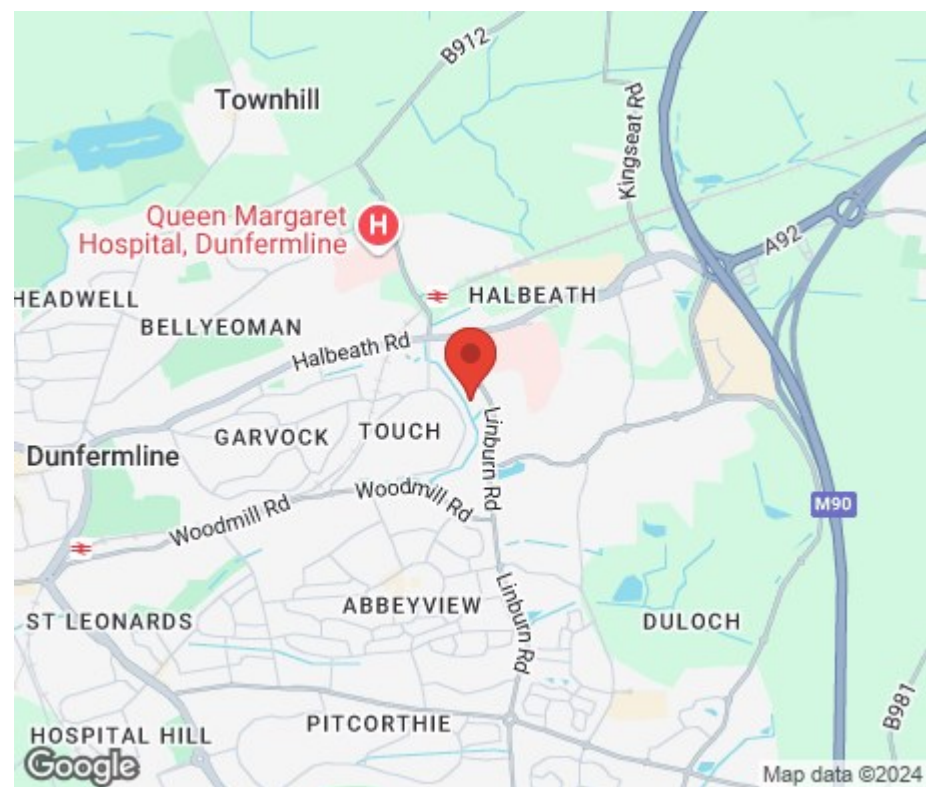 B912
Townhill
Kingseat Rd
Queen Margaret
Hospital, Dunfermline
H
A92
HEADWELL
HALBEATH
BELLYEOMAN
Halbeath Rd
GARVOCK
TOUCH
Linburn Rd
Dunfermline
Woodmill Rd
Woodmill Rd
M90
ABBEYVIEW
Linburn Rd
ST LEONARDS
DULOCH
B981
PITCORTHIE
HOSPITAL HILL
Google
Map data ©2024